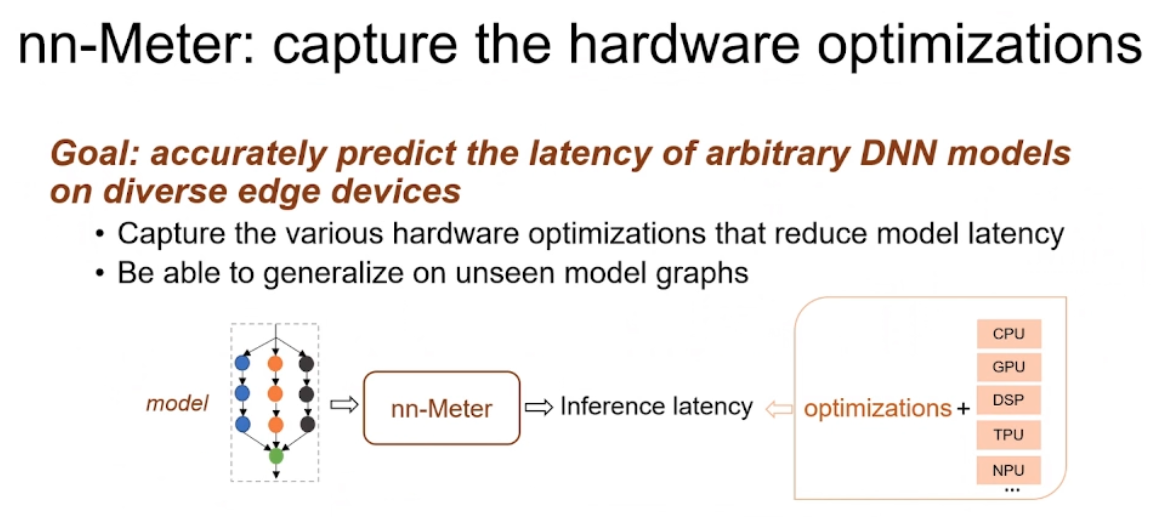 nn-Meter: capture the hardware optimizations
Goal: accurately predict the latency of arbitrary DNN models
on diverse edge devices
• Capture the various hardware optimizations that reduce model latency
• Be able to generalize on unseen model graphs
model
nn-Meter
Inference latency
optimizations +
CPU
GPU
DSP
TPU
NPU
...